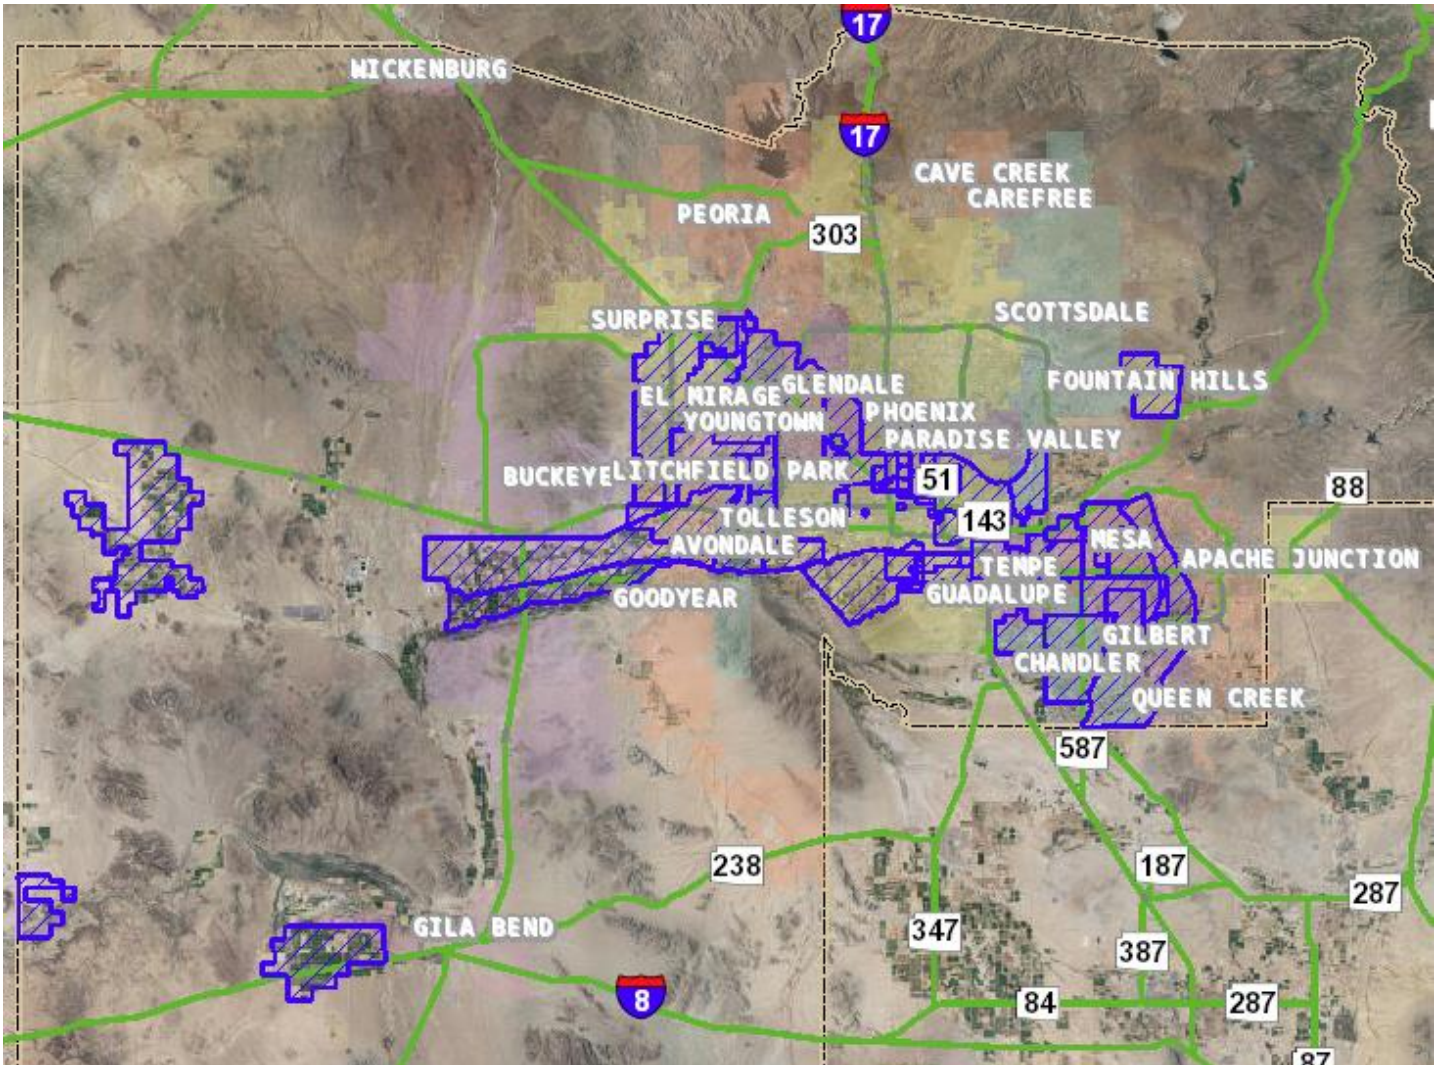 17
WICKENBURG
17
CAVE CREEK
CAREFREE
PEORIA
303
SURPRISE
SCOTTSDALE
EL MIRAGE
GLENDALE
FOUNTAIN HILLS
YOUNGTOWN
PHOENIX
PARADISE VALLEY
BUCKEYE
LITCHFIELD PARK
51
88
TOLLESON
143
AVONDALE
MESA
APACHE JUNCTION
TEMPE
GOODYEAR
GUADALUPE
GILBERT
CHANDLER
QUEEN CREEK
587
238
187
287
GILA BEND
347
387
8
84
287
87